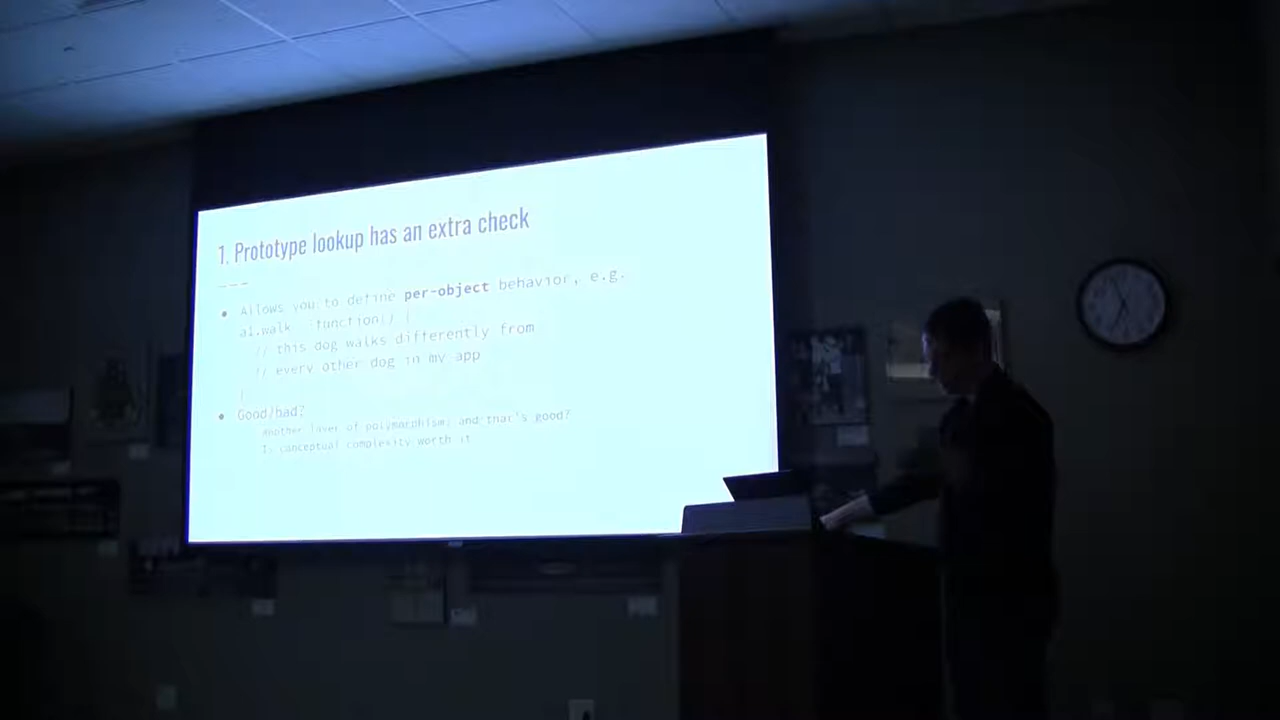 1. Prototype lookup has an extra check
Allows you to define per-object behavior, e.g.
al.walk function() {
// this dog walks differently from
// every other dog in my app
}
Good/bad?
Another layer of polymorphism, and that's good?
Is conceptual complexity worth it